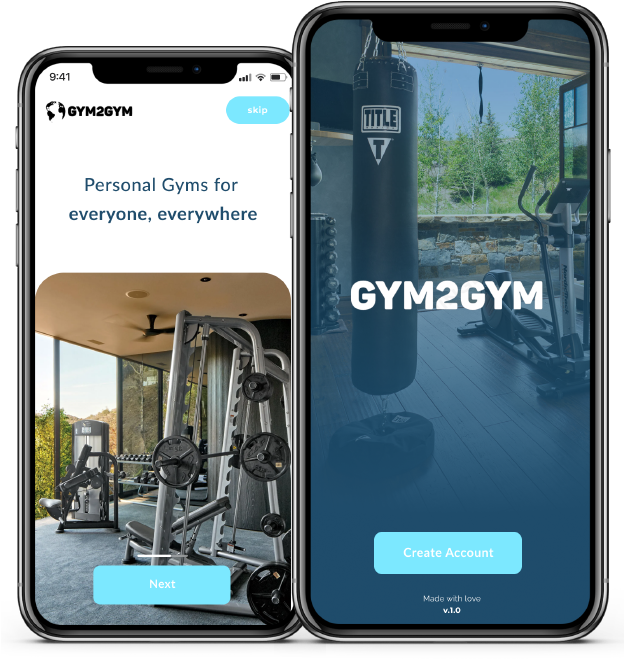 9:41
GYM2GYM
skip
Personal Gyms for
everyone, everywhere
Next
TITLE
T
GYM2GYM
Create Account
Made with love
v.1.0